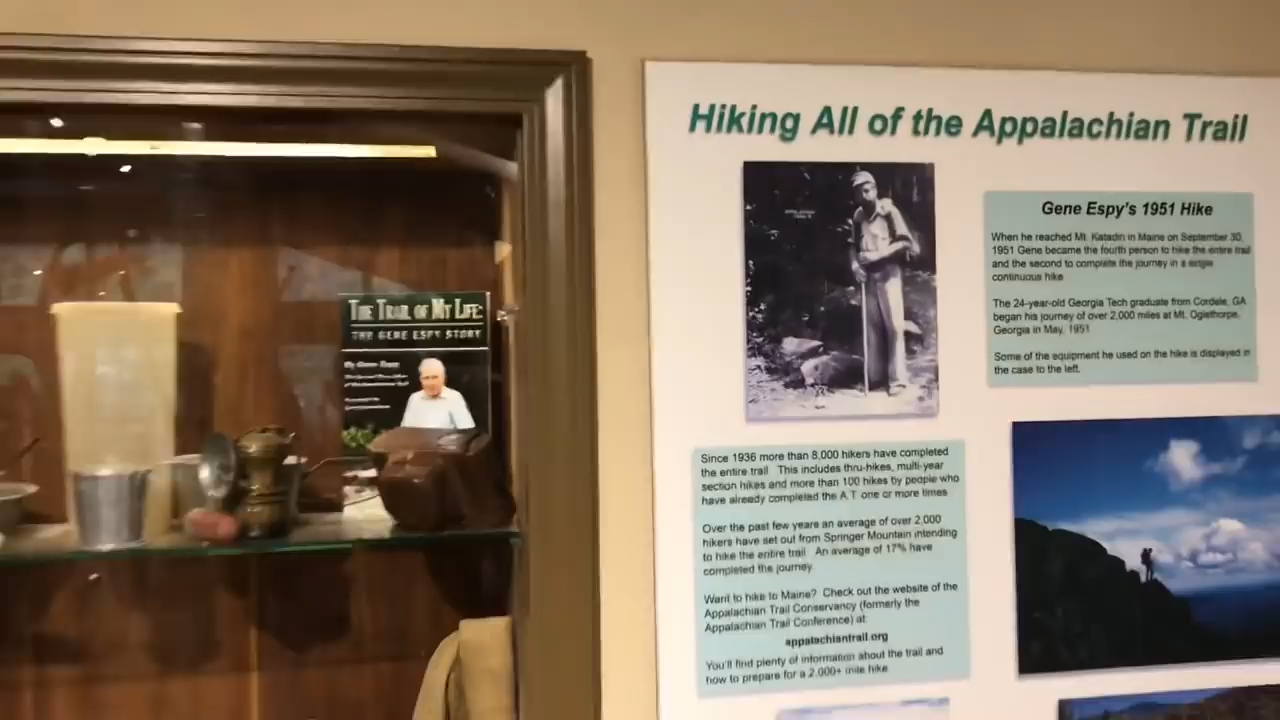 Hiking All of the Appalachian Trail
THE TRAIL OF MY LIFE:
THE GENE ESPY STORY
By Gene Espy
Gene Espy's 1951 Hike
When he reached Mt. Katadin in Maine on September 30,
1951 Gene became the fourth person to hike the entire trail
and the second to complete the journey in a single
continuous hike
The 24-year-old Georgia Tech graduate from Cordele, GA
began his journey of over 2,000 miles at Mt. Oglethorpe,
Georgia in May, 1951
Some of the equipment he used on the hike is displayed in
the case to the left.
Since 1936 more than 8,000 hikers have completed
the entire trail This includes thru-hikes, multi-year
section hikes and more than 100 hikes by people who
have already completed the A.T. one or more times
Over the past few years an average of over 2,000
hikers have set out from Springer Mountain intending
to hike the entire trail An average of 17% have
completed the journey.
Want to hike to Maine? Check out the website of the
Appalachian Trail Conservancy (formerly the
Appalachian Trail Conference) at
appalachiantrail.org
You'll find plenty of information about the trail and
how to prepare for a 2,000+ mile hike